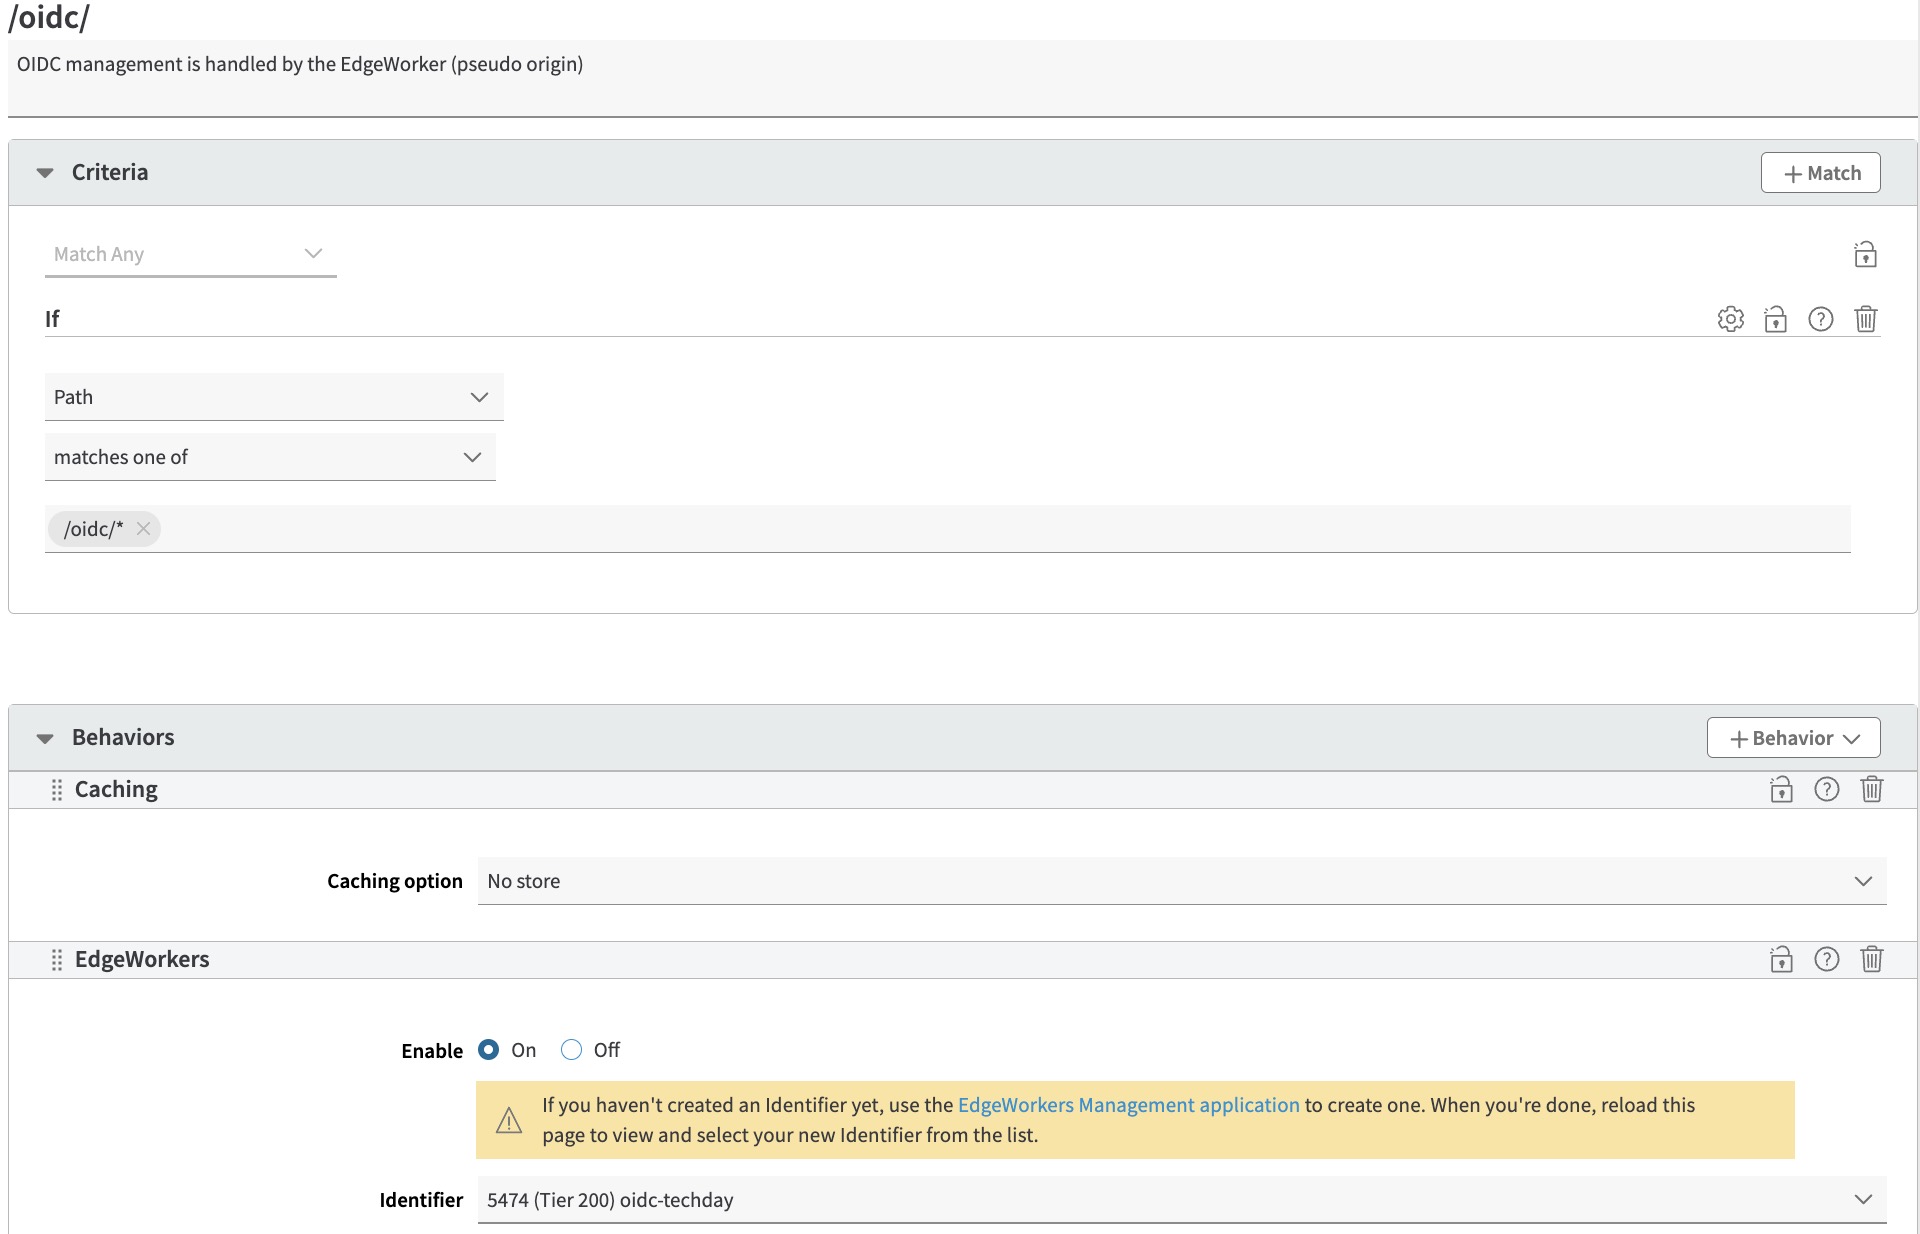 /oidc/
OIDC management is handled by the EdgeWorker (pseudo origin)
Criteria
+ Match
Match Any
If
Path
matches one of
/oidc/*
Behaviors
+ Behavior
Caching
Caching option
No store
EdgeWorkers
Enable
On
Off
If you haven't created an Identifier yet, use the EdgeWorkers Management application to create one. When you're done, reload this
page to view and select your new Identifier from the list.
Identifier
5474 (Tier 200) oidc-techday